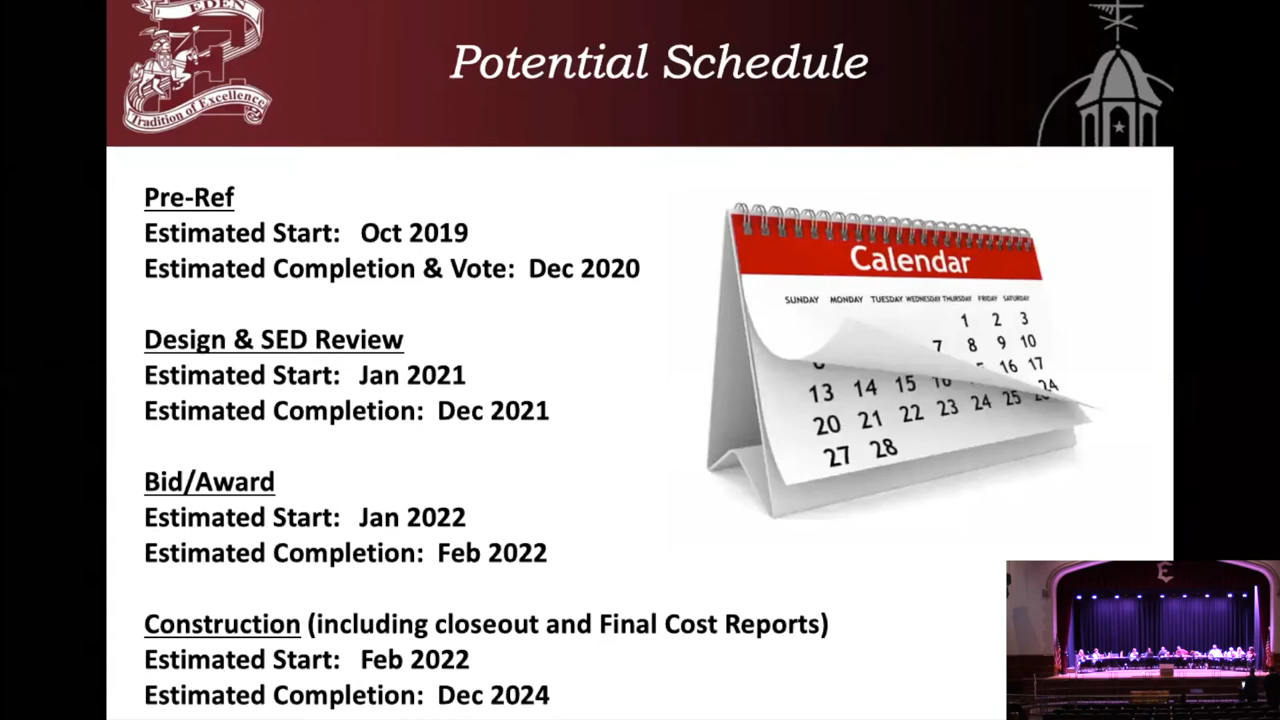 EDEN
Tradition of Excellence
Potential Schedule
Pre-Ref
Estimated Start: Oct 2019
Estimated Completion & Vote: Dec 2020
Design & SED Review
Estimated Start: Jan 2021
Estimated Completion: Dec 2021
Bid/Award
Estimated Start: Jan 2022
Estimated Completion: Feb 2022
Construction (including closeout and Final Cost Reports)
Estimated Start: Feb 2022
Estimated Completion: Dec 2024
Calendar
SUNDAY MONDAY TUESDAY WEDNESDAY THURSDAY FRIDAY SATURDAY
1 2 3
7 8 9 10
16 17
13 14 15 24
20 21 22 23 24 25
27 28
E